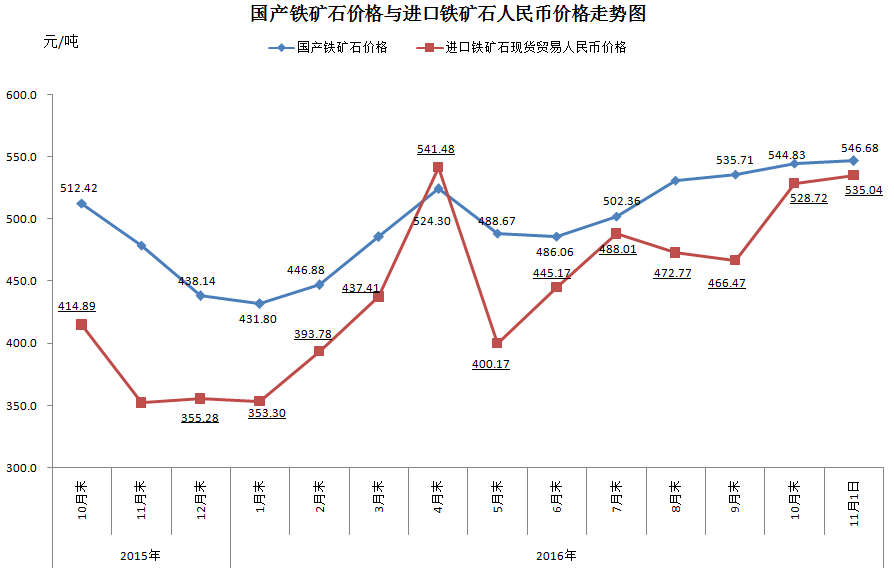 国产铁矿石价格与进口铁矿石人民币价格走势图
元/吨
国产铁矿石价格 进口铁矿石现货贸易人民币价格
600.0
550.0
500.0
450.0
400.0
350.0
300.0
512.42
438.14
431.80
446.88
524.30
488.67
486.06
502.36
535.71
544.83
546.68
414.89
355.28
353.30
393.78
437.41
541.48
400.17
445.17
488.01
472.77
466.47
528.72
535.04
10月末
11月末
12月末
1月末
2月末
3月末
4月末
5月末
6月末
7月末
8月末
9月末
10月末
11月1日
2015年 2016年